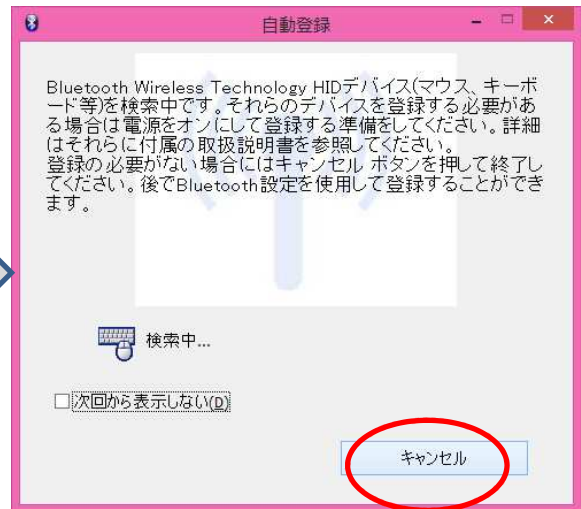 自動登録
Bluetooth Wireless Technology HIDデバイス(マウス、キーボ
ード等)を検索中です。それらのデバイスを登録する必要があ
る場合は電源をオンにして登録する準備をしてください。詳細
はそれらに付属の取扱説明書を参照してください。
登録の必要がない場合にはキャンセル ボタンを押して終了し
てください。後でBluetooth設定を使用して登録することができ
ます。
検索中...
次回から表示しない(D)
キャンセル